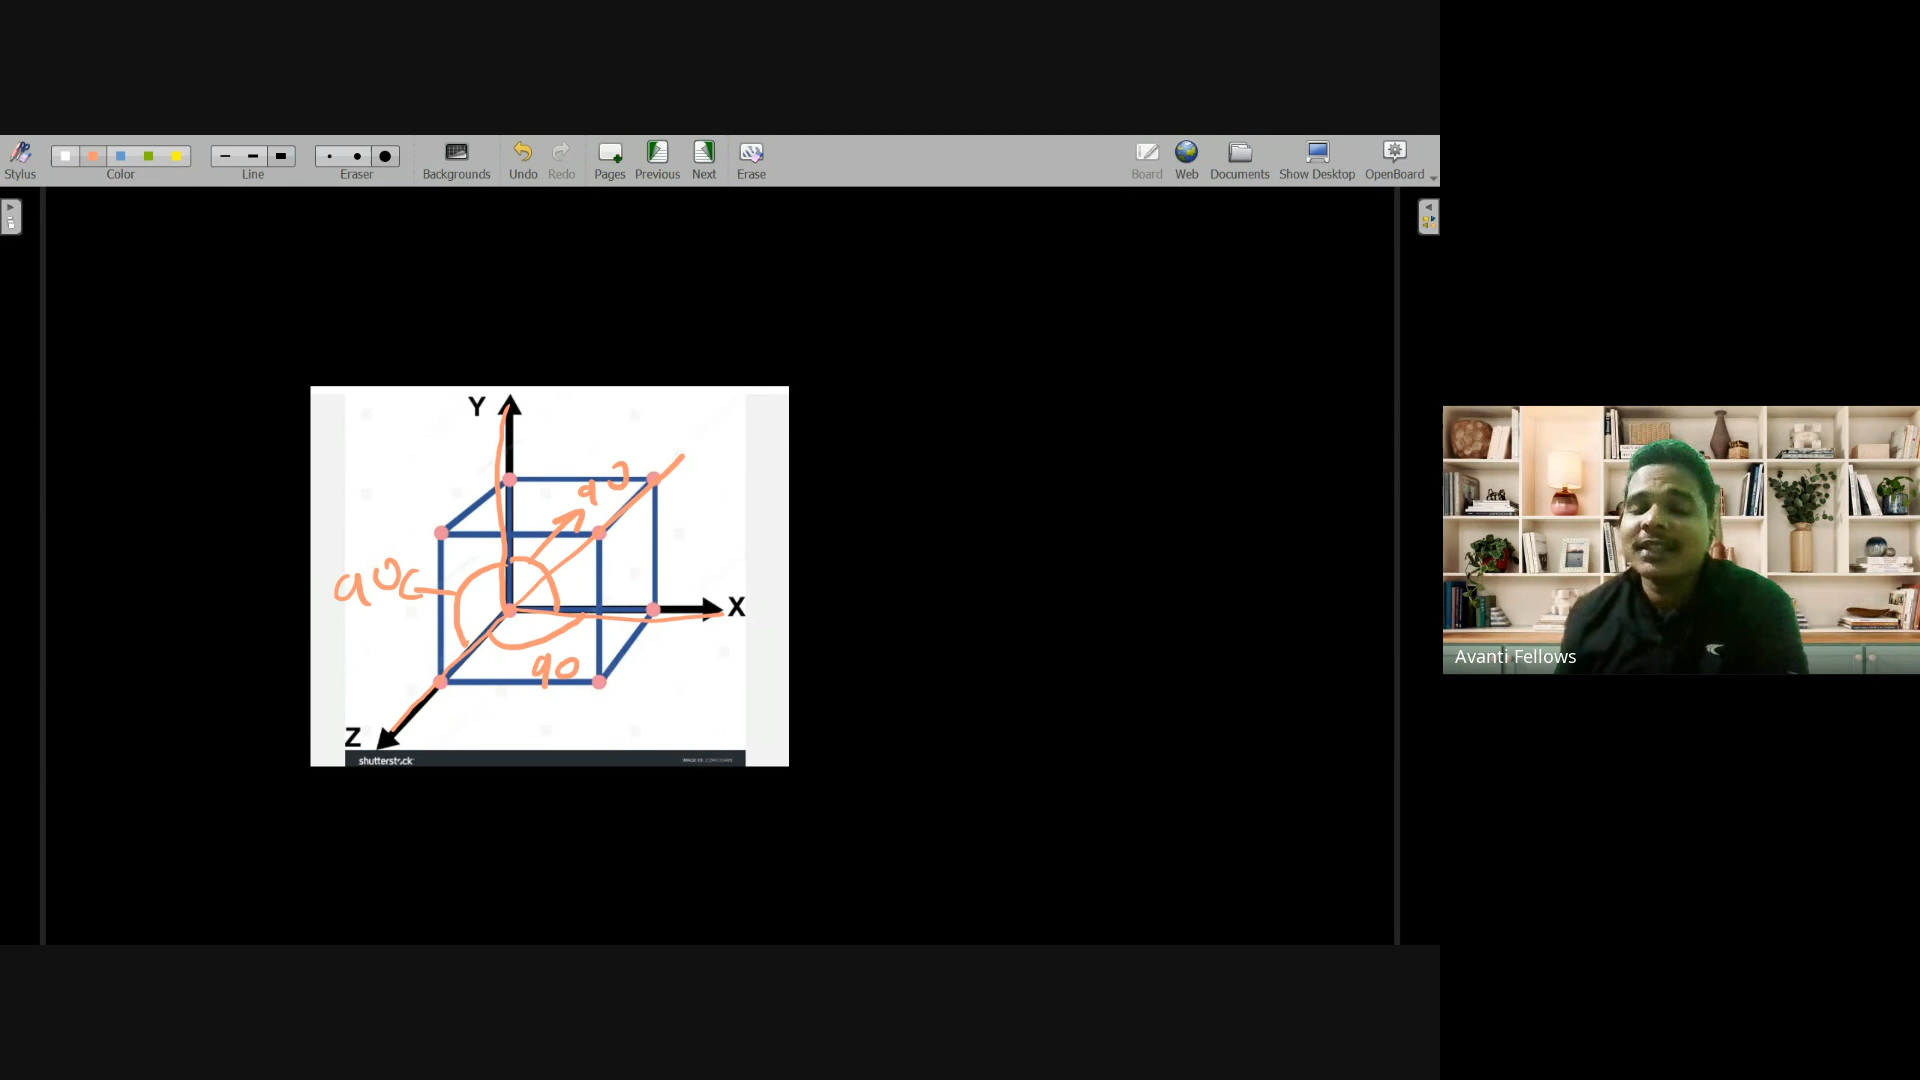 Stylus Color Line Eraser Backgrounds Undo Redo Pages Previous Next Erase Board Web Documents Show Desktop OpenBoard
Y
90
X
90
90
Z
shutterstock
Avanti Fellows